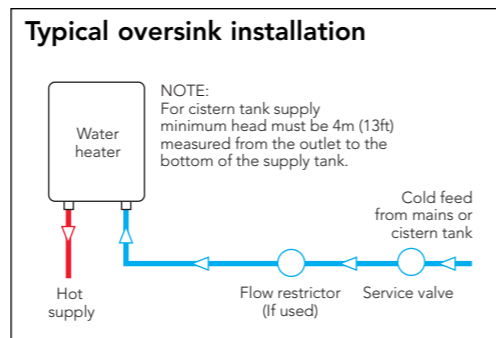 Typical oversink installation
NOTE:
For cistern tank supply
minimum head must be 4m (13ft)
measured from the outlet to the
bottom of the supply tank.
Water
heater
Cold feed
from mains or
cistern tank
Hot
supply
Flow restrictor
(If used)
Service valve